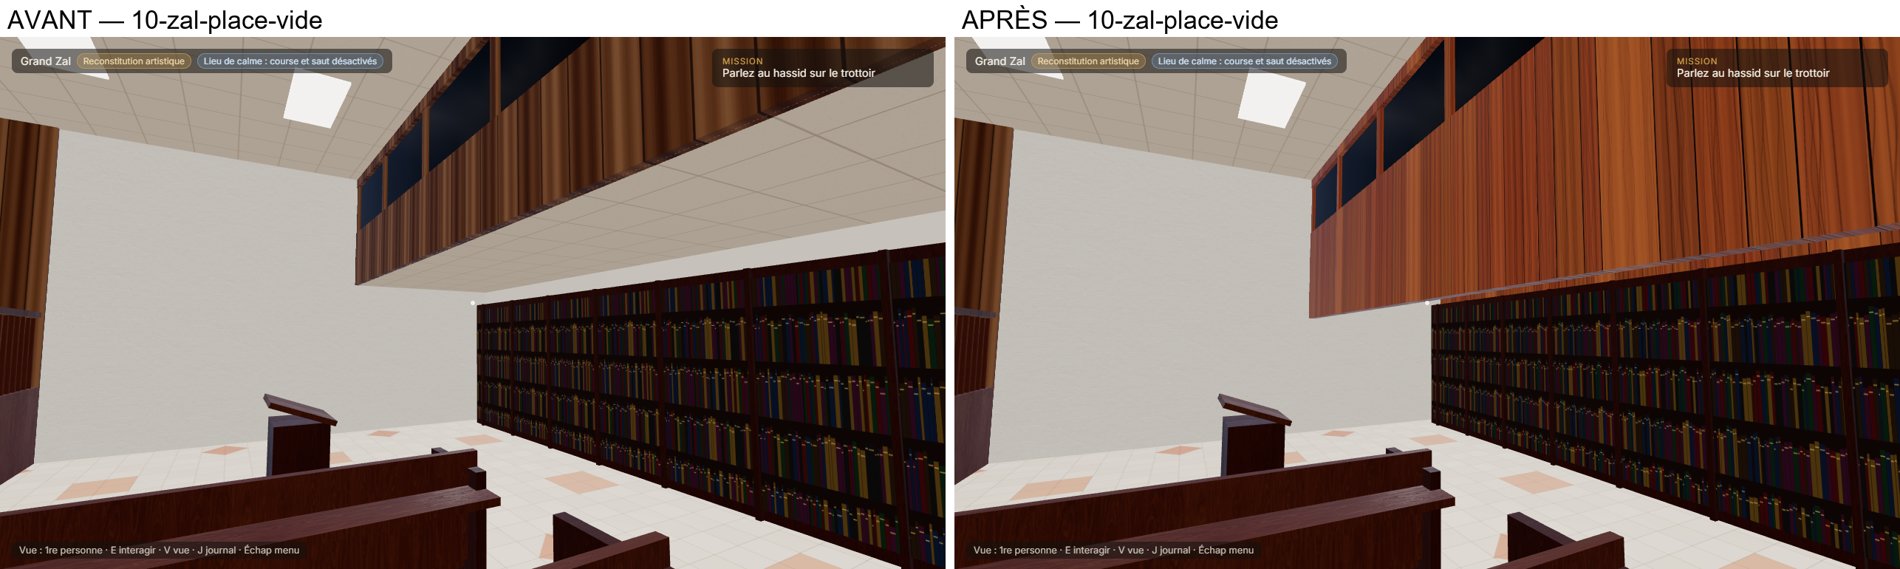 AVANT — 10-zal-place-vide
Grand Zal Reconstitution artistique Lieu de calme : course et saut désactivés
MISSION
Parlez au hassid sur le trottoir
Vue : 1re personne · E interagir · V vue · J journal · Échap menu
APRÈS — 10-zal-place-vide
Grand Zal Reconstitution artistique Lieu de calme : course et saut désactivés
MISSION
Parlez au hassid sur le trottoir
Vue : 1re personne · E interagir · V vue · J journal · Échap menu